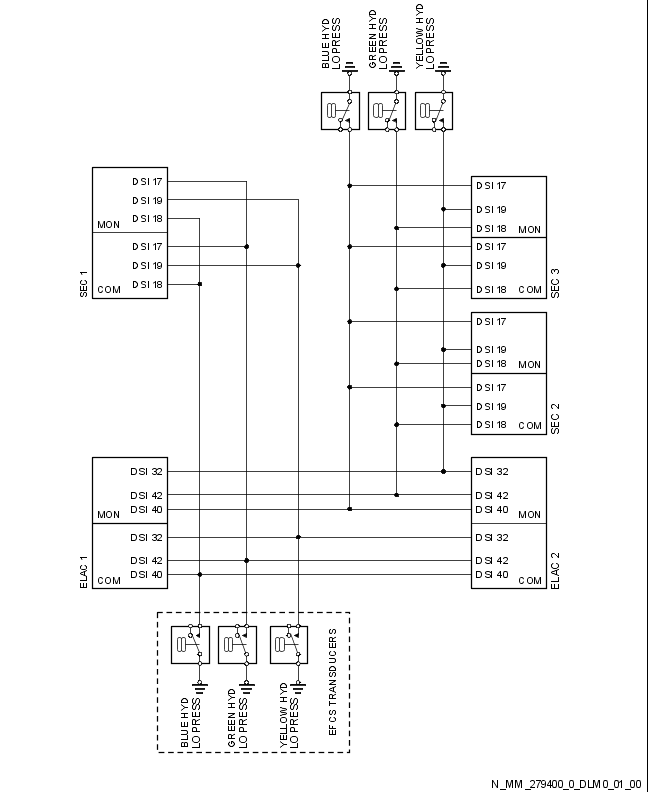 BLUE HYD
LO PRESS
GREEN HYD
LO PRESS
YELLOW HYD
LO PRESS
SEC 1
DSI 17
DSI 19
DSI 18
MON
DSI 17
DSI 19
DSI 18
COM
DSI 17
DSI 19
DSI 18
MON
DSI 17
DSI 19
DSI 18
COM
SEC 3
DSI 17
DSI 19
DSI 18
MON
DSI 17
DSI 19
DSI 18
COM
SEC 2
ELAC 1
DSI 32
DSI 42
DSI 40
MON
DSI 32
DSI 42
DSI 40
COM
DSI 32
DSI 42
DSI 40
MON
DSI 32
DSI 42
DSI 40
COM
ELAC 2
BLUE HYD
LO PRESS
GREEN HYD
LO PRESS
YELLOW HYD
LO PRESS
EFCS TRANSDUCERS
N_MM_279400_0_DLM0_01_00